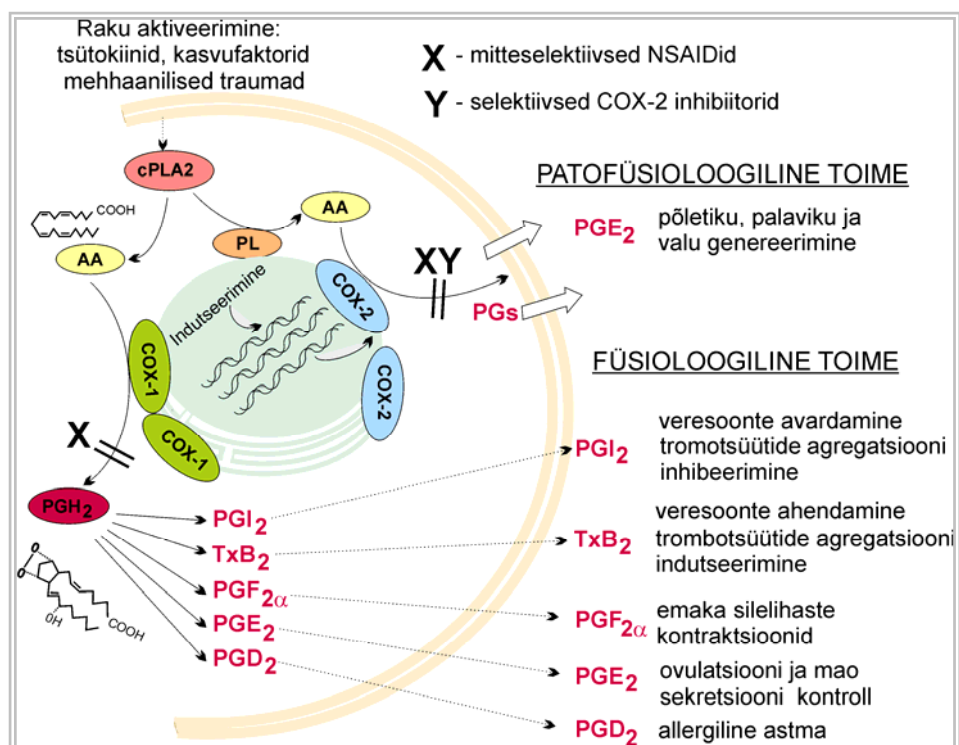 Raku aktiveerimine:
tsütokiinid, kasvufaktorid
mehhaanilised traumad
X - mitteselektiivsed NSAIDid
Y - selektiivsed COX-2 inhibiitorid
cPLA2
COOH
AA
PL
AA
Indutseerimine
COX-2
COX-2
COX-1
COX-1
XY
PGs
X
PATOFÜSIOLOOGILINE TOIME
PGE2 põletiku, palaviku ja
valu genereerimine
FÜSIOLOOGILINE TOIME
PGI2 veresoonte avardamine
tromotsüütide agregatsiooni
inhibeerimine
TxB2 veresoonte ahendamine
trombotsüütide agregatsiooni
indutseerimine
PGF2α emaka silelihaste
kontraktsioonid
PGE2 ovulatsiooni ja mao
sekretsiooni kontroll
PGD2 allergiline astma
PGH2
PGI2
TxB2
PGF2α
PGE2
PGD2
O
O
OH
COOH